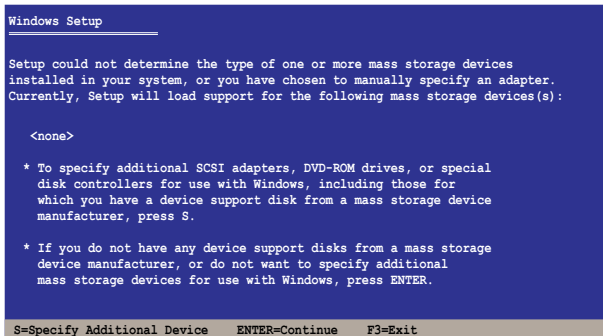 Windows Setup
Setup could not determine the type of one or more mass storage devices
installed in your system, or you have chosen to manually specify an adapter.
Currently, Setup will load support for the following mass storage devices(s):
<none>
* To specify additional SCSI adapters, DVD-ROM drives, or special
disk controllers for use with Windows, including those for
which you have a device support disk from a mass storage device
manufacturer, press S.
* If you do not have any device support disks from a mass storage
device manufacturer, or do not want to specify additional
mass storage devices for use with Windows, press ENTER.
S=Specify Additional Device ENTER=Continue F3=Exit